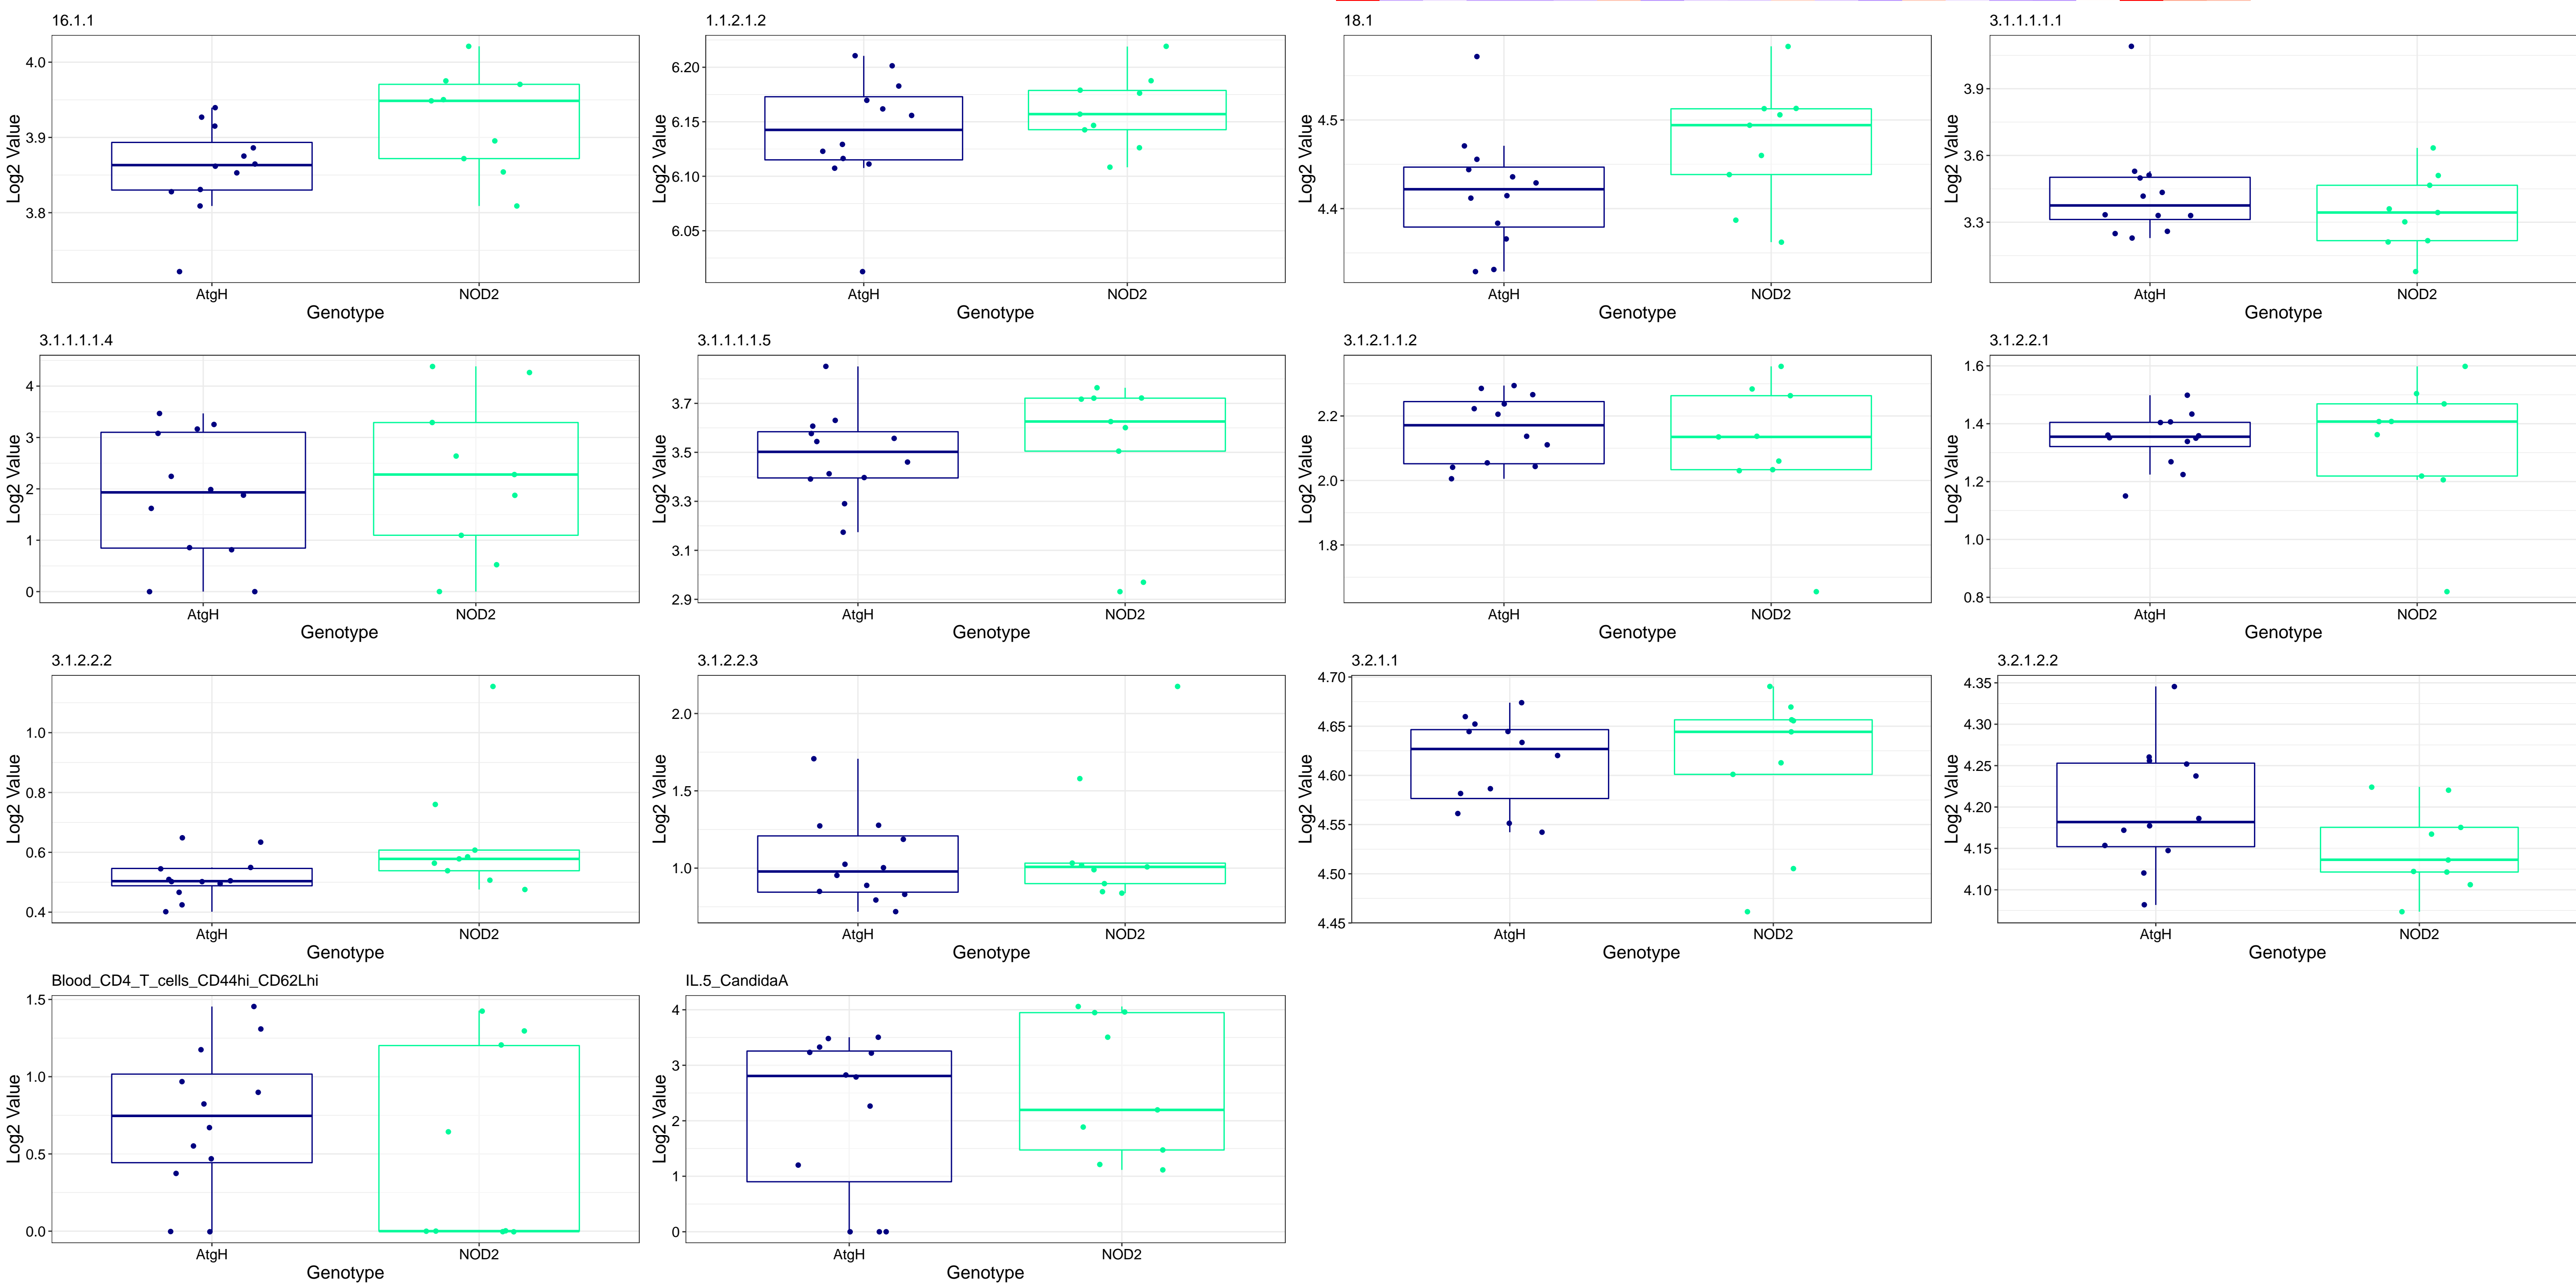 16.1.1
4.0
3.9
3.8
Log2 Value
AtgH
NOD2
Genotype
1.1.2.1.2
6.20
6.15
6.10
6.05
Log2 Value
AtgH
NOD2
Genotype
18.1
4.5
4.4
Log2 Value
AtgH
NOD2
Genotype
3.1.1.1.1.1
3.9
3.6
3.3
Log2 Value
AtgH
NOD2
Genotype
3.1.1.1.1.4
4
3
2
1
0
Log2 Value
AtgH
NOD2
Genotype
3.1.1.1.1.5
3.7
3.5
3.3
3.1
2.9
Log2 Value
AtgH
NOD2
Genotype
3.1.2.1.1.2
2.2
2.0
1.8
Log2 Value
AtgH
NOD2
Genotype
3.1.2.2.1
1.6
1.4
1.2
1.0
0.8
Log2 Value
AtgH
NOD2
Genotype
3.1.2.2.2
1.0
0.8
0.6
0.4
Log2 Value
AtgH
NOD2
Genotype
3.1.2.2.3
2.0
1.5
1.0
Log2 Value
AtgH
NOD2
Genotype
3.2.1.1
4.70
4.65
4.60
4.55
4.50
4.45
Log2 Value
AtgH
NOD2
Genotype
3.2.1.2.2
4.35
4.30
4.25
4.20
4.15
4.10
Log2 Value
AtgH
NOD2
Genotype
Blood_CD4_T_cells_CD44hi_CD62Lhi
1.5
1.0
0.5
0.0
Log2 Value
AtgH
NOD2
Genotype
IL.5_CandidaA
4
3
2
1
0
Log2 Value
AtgH
NOD2
Genotype